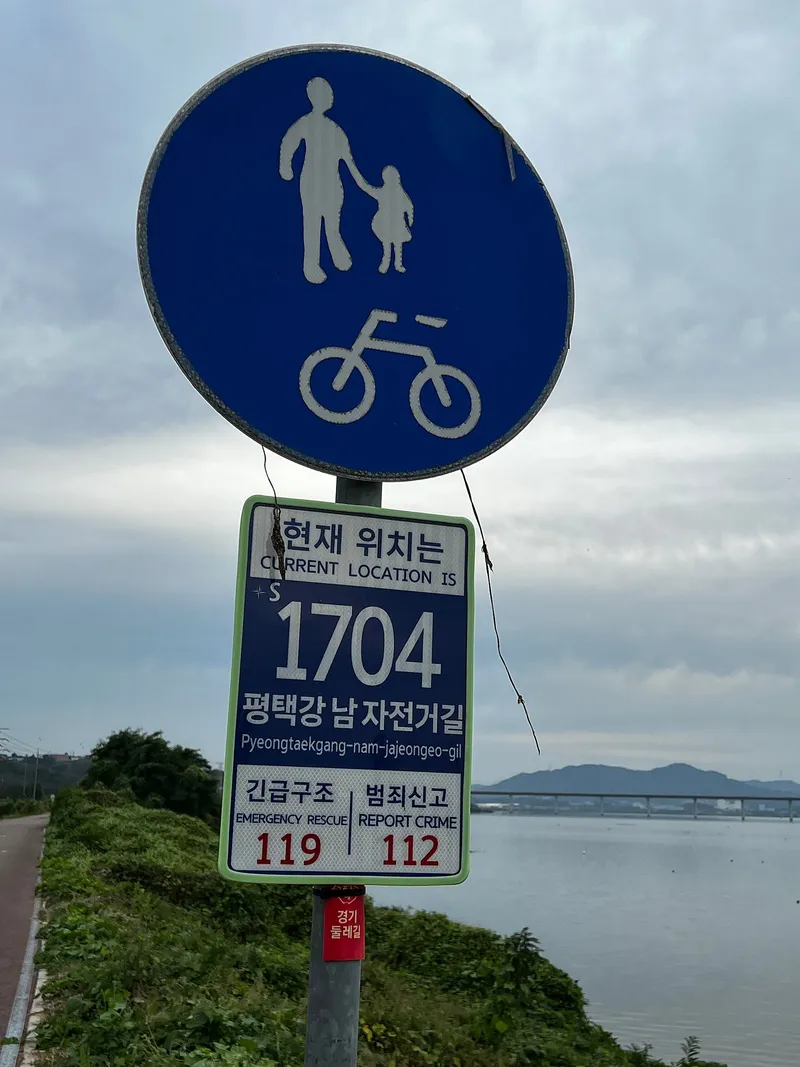 현재 위치는
CURRENT LOCATION IS
S
1704
평택강 남 자전거길
Pyeongtaekgang-nam-jajeongeo-gil
긴급구조
EMERGENCY RESCUE
119
범죄신고
REPORT CRIME
112
경기
둘레길